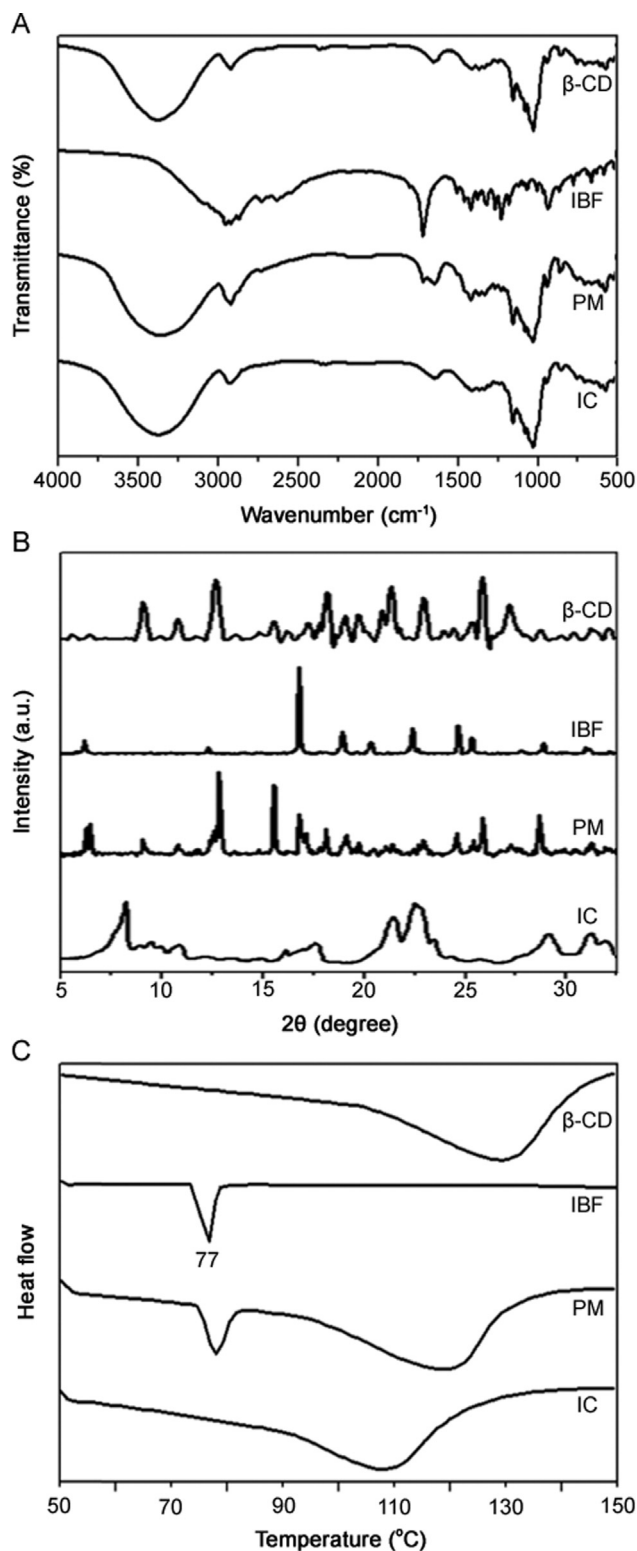 A
Transmittance (%)
β-CD
IBF
PM
IC
4000 3500 3000 2500 2000 1500 1000 500
Wavenumber (cm⁻¹)
B
Intensity (a.u.)
β-CD
IBF
PM
IC
5 10 15 20 25 30
2θ (degree)
C
Heat flow
β-CD
IBF
77
PM
IC
50 70 90 110 130 150
Temperature (°C)